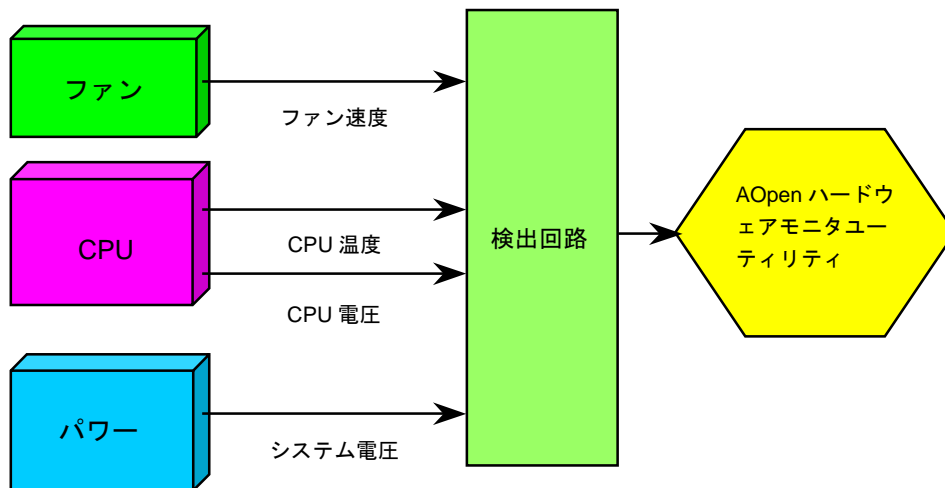 ファン
ファン速度
CPU
CPU 温度
CPU 電圧
パワー
システム電圧
検出回路
AOpen ハードウ
ェアモニタユー
ティリティ